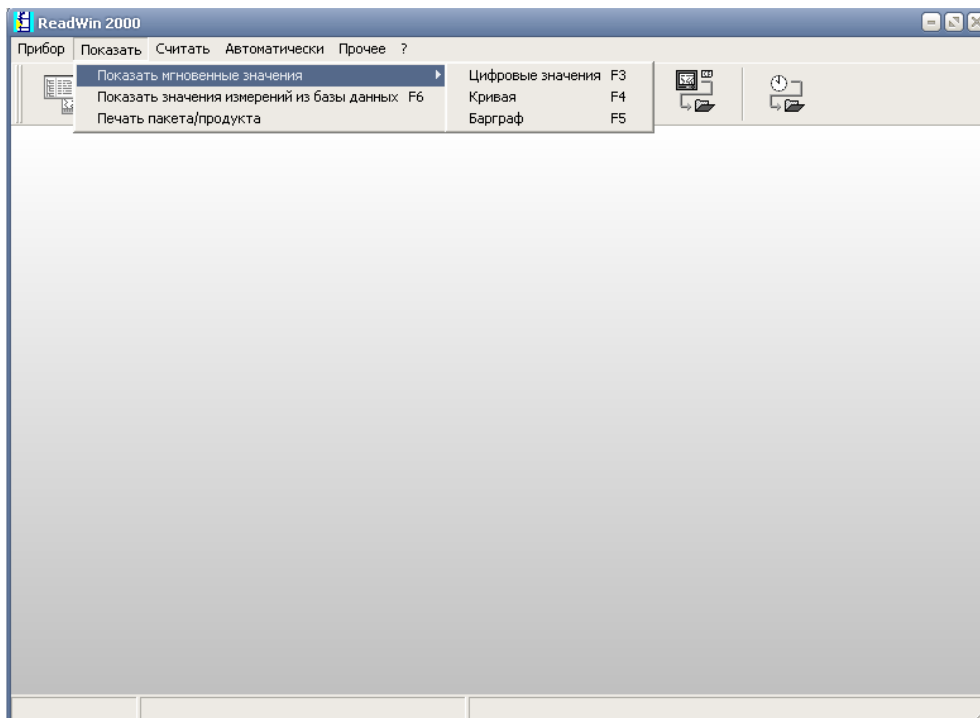 ReadWin 2000
Прибор Показать Считать Автоматически Прочее ?
Показать мгновенные значения
Показать значения измерений из базы данных F6
Печать пакета/продукта
Цифровые значения F3
Кривая F4
Барграф F5